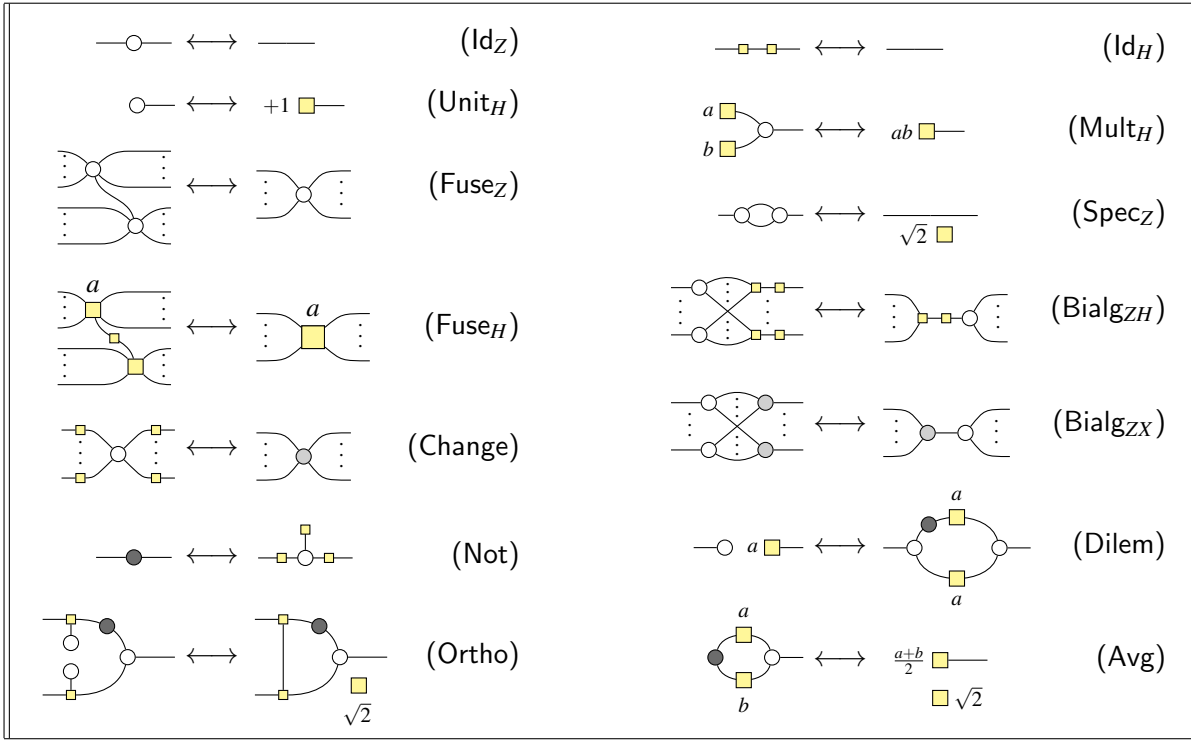 (Id_Z)
(Id_H)
+1 (Unit_H)
a b ab (Mult_H)
(Fuse_Z)
√2 (Spec_Z)
a a (Fuse_H)
(Bialg_ZH)
(Change)
(Bialg_ZX)
(Not)
a a a (Dilem)
(Ortho)
√2
a b (a+b)/2 √2 (Avg)